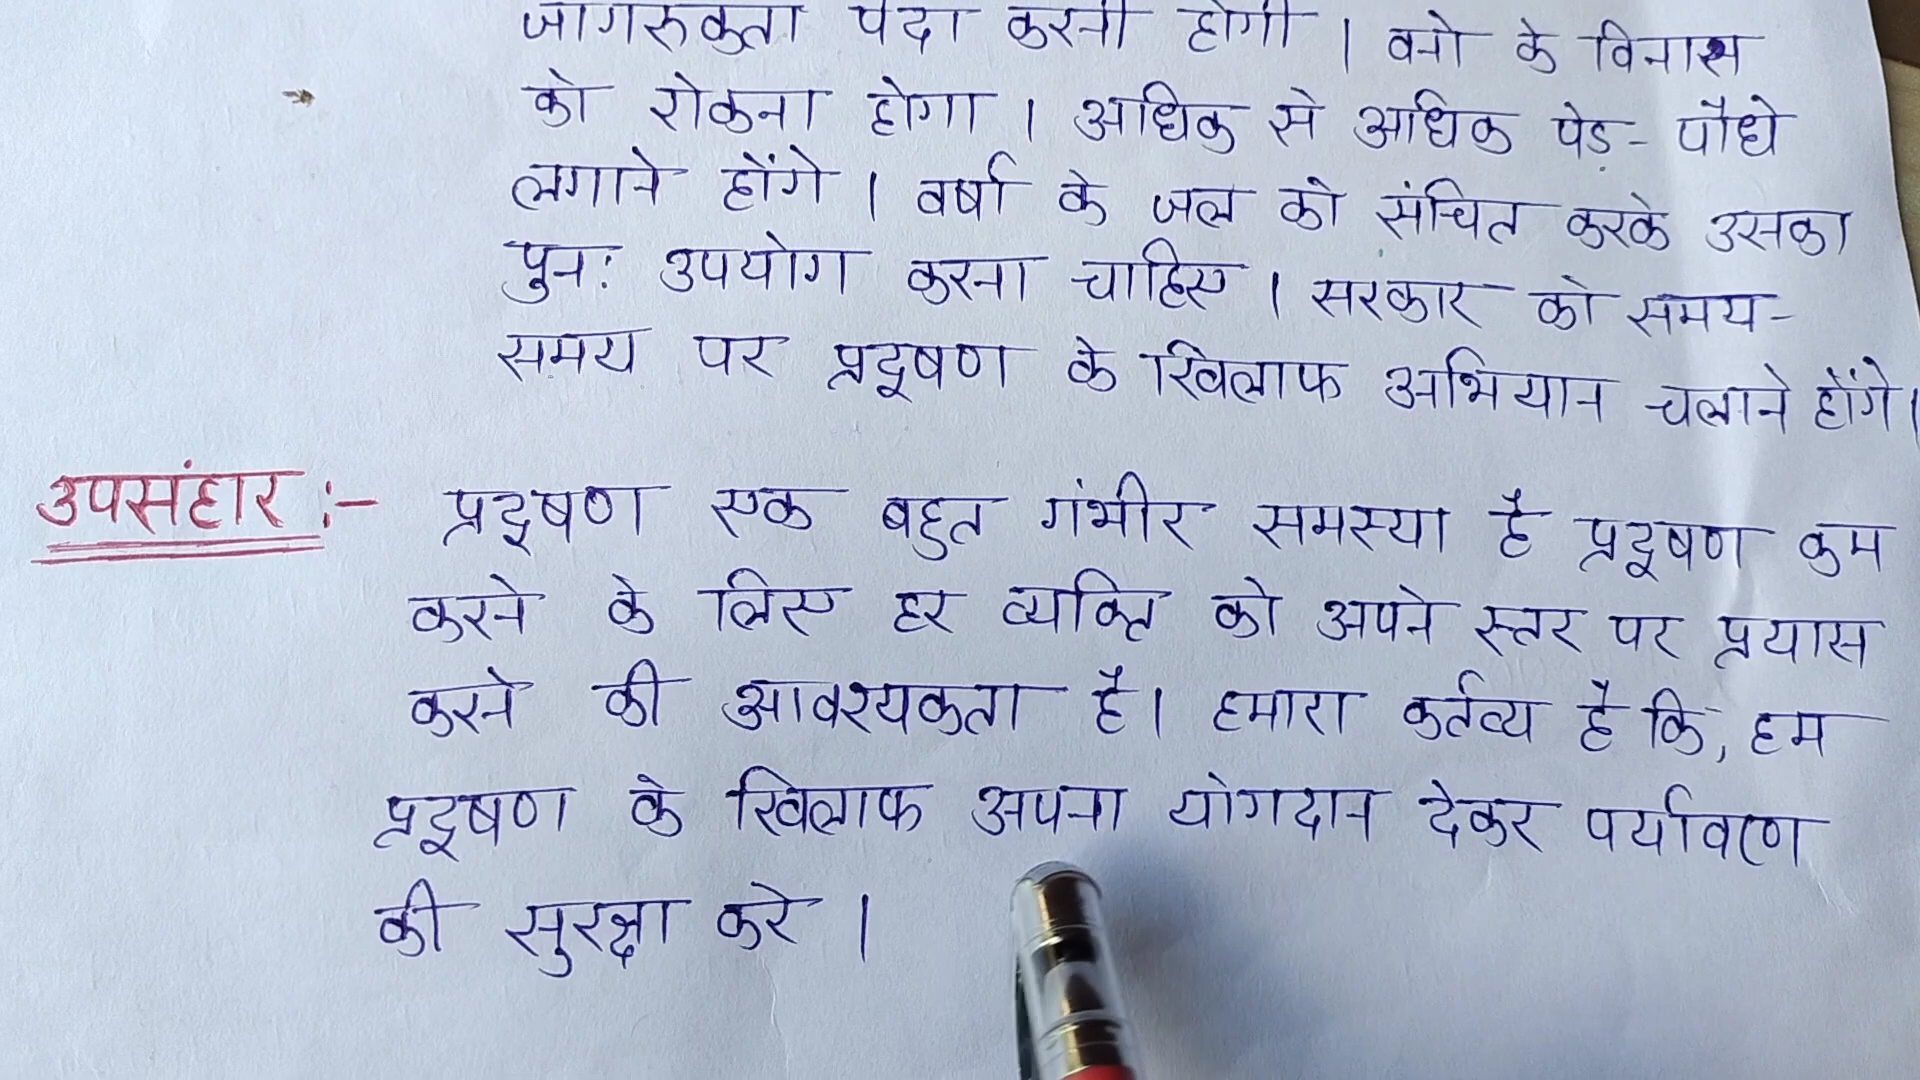 जागरुकता पैदा करनी होगी । वनो के विनाश
को रोकना होगा । अधिक से अधिक पेड़- पौधे
लगाने होंगे । वर्षा के जल को संचित करके उसका
पुनः उपयोग करना चाहिए । सरकार को समय-
समय पर प्रदूषण के खिलाफ अभियान चलाने होंगे।
उपसंहार :- प्रदूषण एक बहुत गंभीर समस्या है प्रदूषण कम
करने के लिए हर व्यक्ति को अपने स्तर पर प्रयास
करने की आवश्यकता है। हमारा कर्तव्य है कि, हम
प्रदूषण के खिलाफ अपना योगदान देकर पर्यावरण
की सुरक्षा करे ।